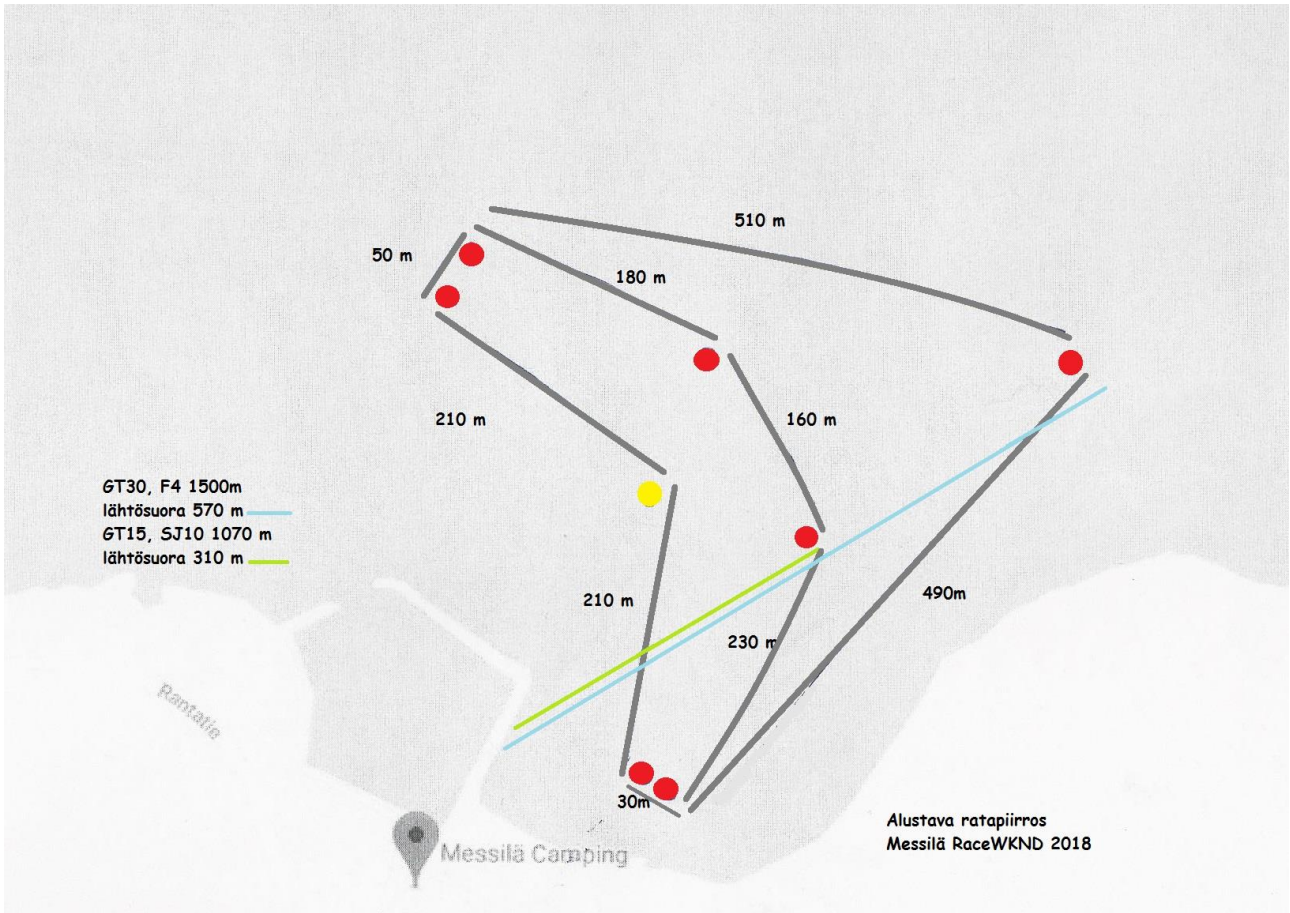 510 m
50 m
180 m
210 m
160 m
GT30, F4 1500m
lähtösuora 570 m
GT15, SJ10 1070 m
lähtösuora 310 m
490m
210 m
230 m
Rantatie
30m
Alustava ratapiirros
Messilä RaceWKND 2018
Messilä Camping